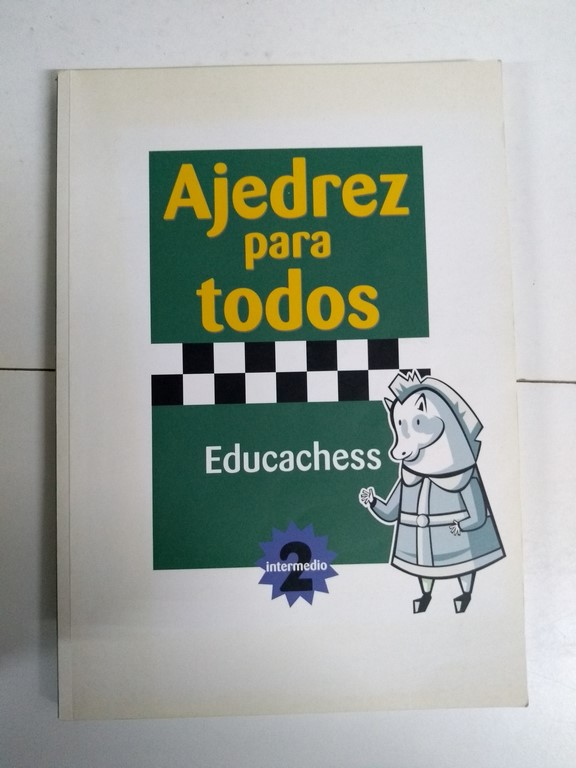 Ajedrez
para
todos
Educachess
2
intermedio